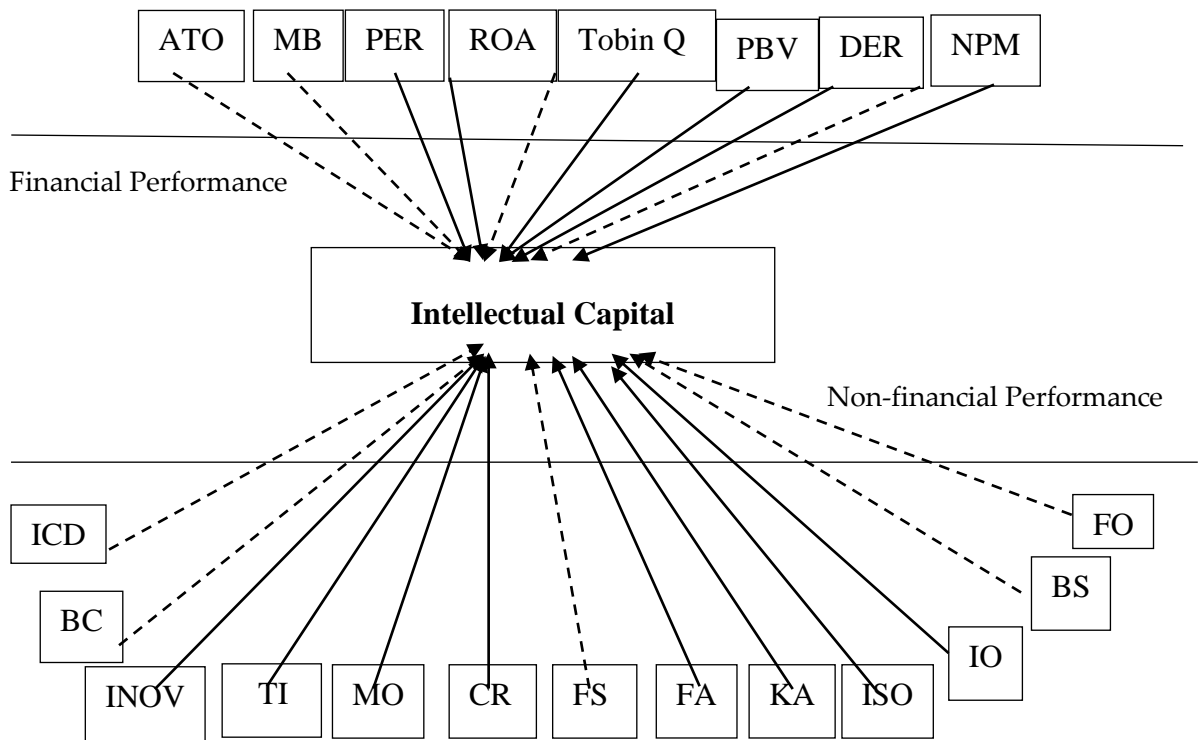 ATO MB PER ROA Tobin Q PBV DER NPM
Financial Performance
Intellectual Capital
Non-financial Performance
ICD
FO
BC
BS
IO
INOV TI MO CR FS FA KA ISO